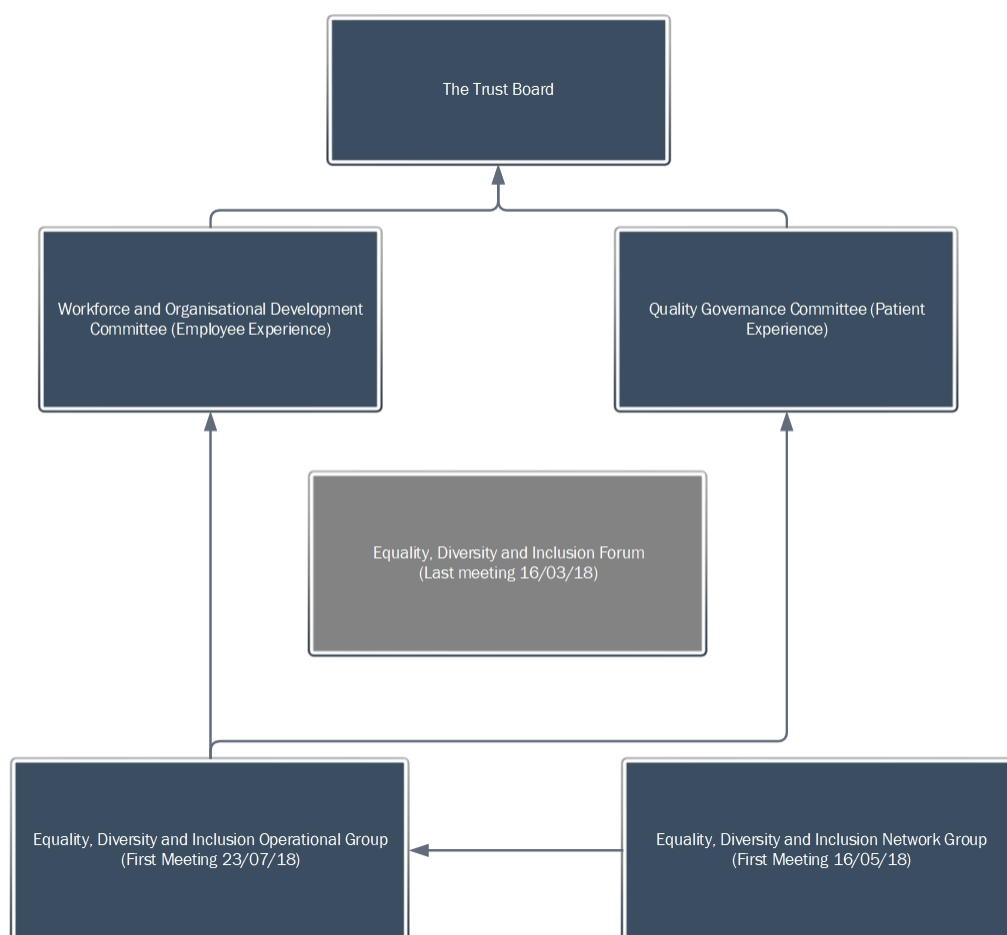 The Trust Board
Workforce and Organisational Development
Committee (Employee Experience)
Quality Governance Committee (Patient
Experience)
Equality, Diversity and Inclusion Forum
(Last meeting 16/03/18)
Equality, Diversity and Inclusion Operational Group
(First Meeting 23/07/18)
Equality, Diversity and Inclusion Network Group
(First Meeting 16/05/18)